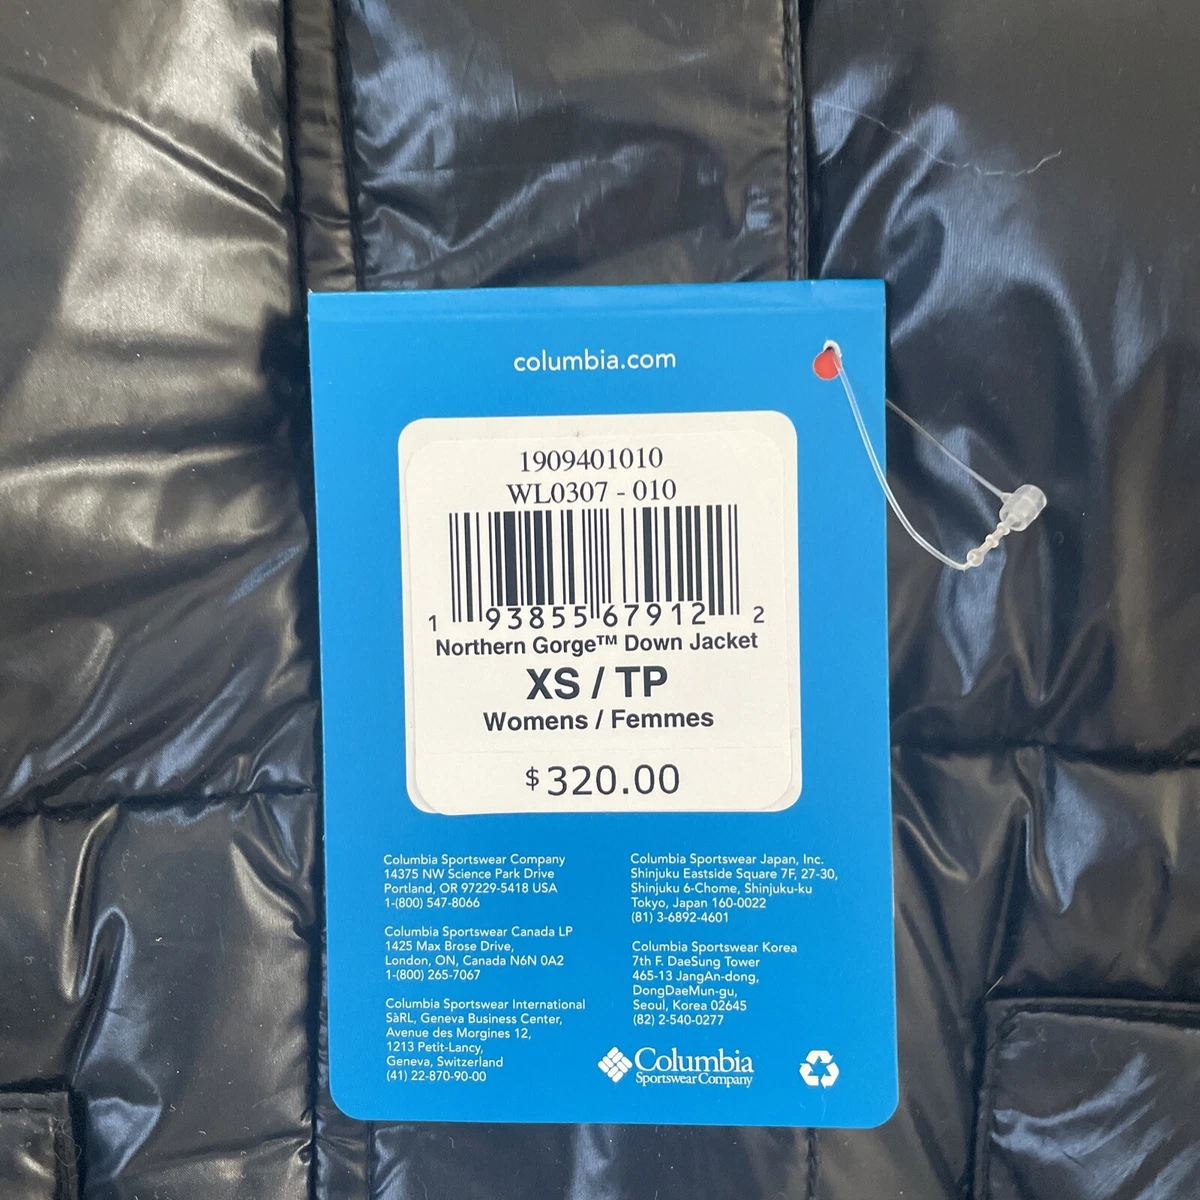 columbia.com
1909401010
WL0307 - 010
1 93855 67912 2
Northern Gorge™ Down Jacket
XS / TP
Womens / Femmes
$320.00
Columbia Sportswear Company
14375 NW Science Park Drive
Portland, OR 97229-5418 USA
1-(800) 547-8066
Columbia Sportswear Canada LP
1425 Max Brose Drive,
London, ON, Canada N6N 0A2
1-(800) 265-7067
Columbia Sportswear International
SàRL, Geneva Business Center,
Avenue des Morgines 12,
1213 Petit-Lancy,
Geneva, Switzerland
(41) 22-870-90-00
Columbia Sportswear Japan, Inc.
Shinjuku Eastside Square 7F, 27-30,
Shinjuku 6-Chome, Shinjuku-ku
Tokyo, Japan 160-0022
(81) 3-6892-4601
Columbia Sportswear Korea
7th F. DaeSung Tower
465-13 JangAn-dong,
DongDaeMun-gu,
Seoul, Korea 02645
(82) 2-540-0277
Columbia
Sportswear Company